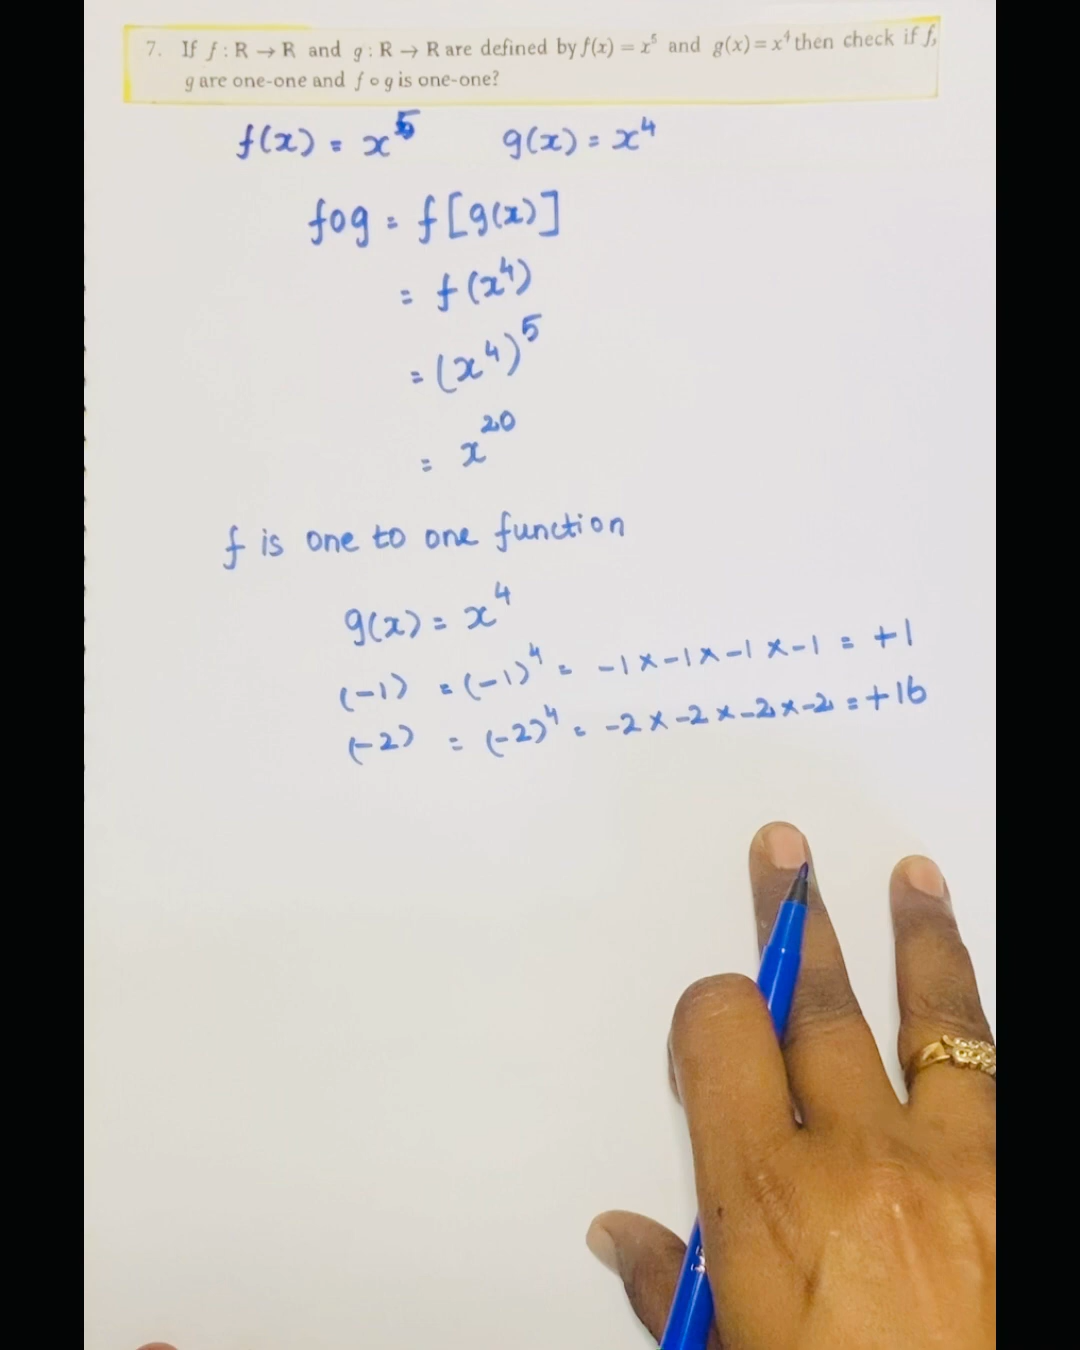 7. If f : R → R and g : R → R are defined by f(x) = x⁵ and g(x) = x⁴ then check if f,
g are one-one and f o g is one-one?
f(x) = x⁵ g(x) = x⁴
fog = f[g(x)]
= f(x⁴)
= (x⁴)⁵
= x²⁰
f is one to one function
g(x) = x⁴
(-1) = (-1)⁴ = -1 x -1 x -1 x -1 = +1
(-2) = (-2)⁴ = -2 x -2 x -2 x -2 = +16